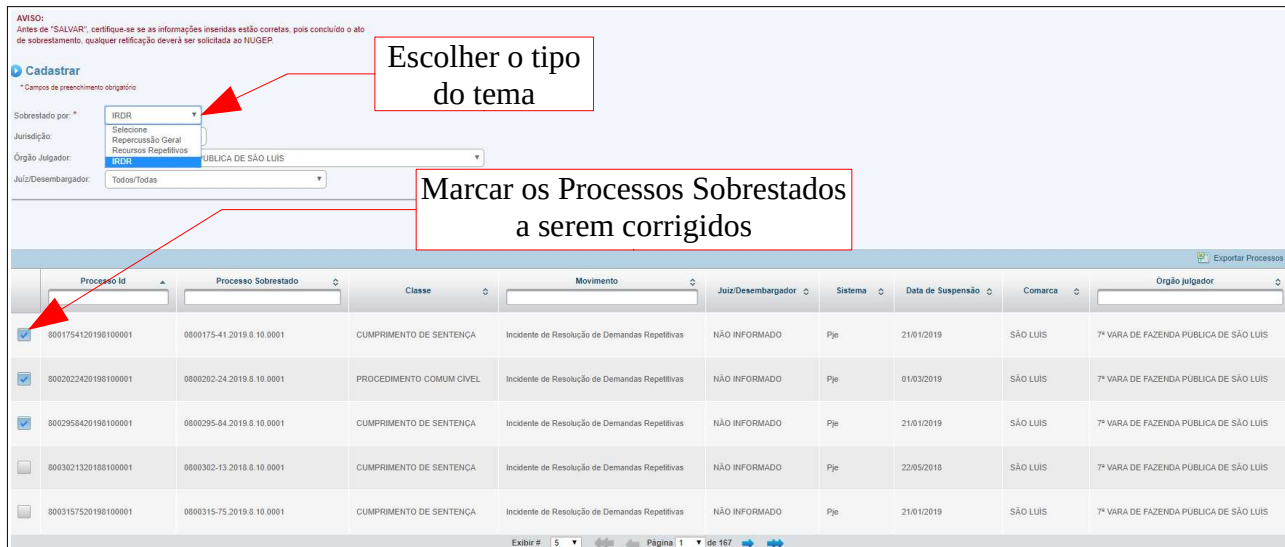 AVISO:
Antes de "SALVAR", certifique-se se as informações inseridas estão corretas, pois concluído o ato
de sobrestamento, qualquer retificação deverá ser solicitada ao NUGEP.
Escolher o tipo
do tema
Cadastrar
* Campos de preenchimento obrigatório
Sobrestado por: * IRDR
Selecione
Jurisdição:
Repercussão Geral
Recursos Repetitivos
IRDR
Órgão Julgador: PÚBLICA DE SÃO LUÍS
Juíz/Desembargador: Todos/Todas
Marcar os Processos Sobrestados
a serem corrigidos
Exportar Processos
Processo Id Processo Sobrestado Classe Movimento Juiz/Desembargador Sistema Data de Suspensão Comarca Órgão julgador
8001754120198100001 0800175-41.2019.8.10.0001 CUMPRIMENTO DE SENTENÇA Incidente de Resolução de Demandas Repetitivas NÃO INFORMADO Pje 21/01/2019 SÃO LUÍS 7ª VARA DE FAZENDA PÚBLICA DE SÃO LUÍS
8002022420198100001 0800202-24.2019.8.10.0001 PROCEDIMENTO COMUM CÍVEL Incidente de Resolução de Demandas Repetitivas NÃO INFORMADO Pje 01/03/2019 SÃO LUÍS 7ª VARA DE FAZENDA PÚBLICA DE SÃO LUÍS
8002958420198100001 0800295-84.2019.8.10.0001 CUMPRIMENTO DE SENTENÇA Incidente de Resolução de Demandas Repetitivas NÃO INFORMADO Pje 21/01/2019 SÃO LUÍS 7ª VARA DE FAZENDA PÚBLICA DE SÃO LUÍS
8003021320188100001 0800302-13.2018.8.10.0001 CUMPRIMENTO DE SENTENÇA Incidente de Resolução de Demandas Repetitivas NÃO INFORMADO Pje 22/05/2018 SÃO LUÍS 7ª VARA DE FAZENDA PÚBLICA DE SÃO LUÍS
8003157520198100001 0800315-75.2019.8.10.0001 CUMPRIMENTO DE SENTENÇA Incidente de Resolução de Demandas Repetitivas NÃO INFORMADO Pje 21/01/2019 SÃO LUÍS 7ª VARA DE FAZENDA PÚBLICA DE SÃO LUÍS
Exibir # 5 Página 1 de 167